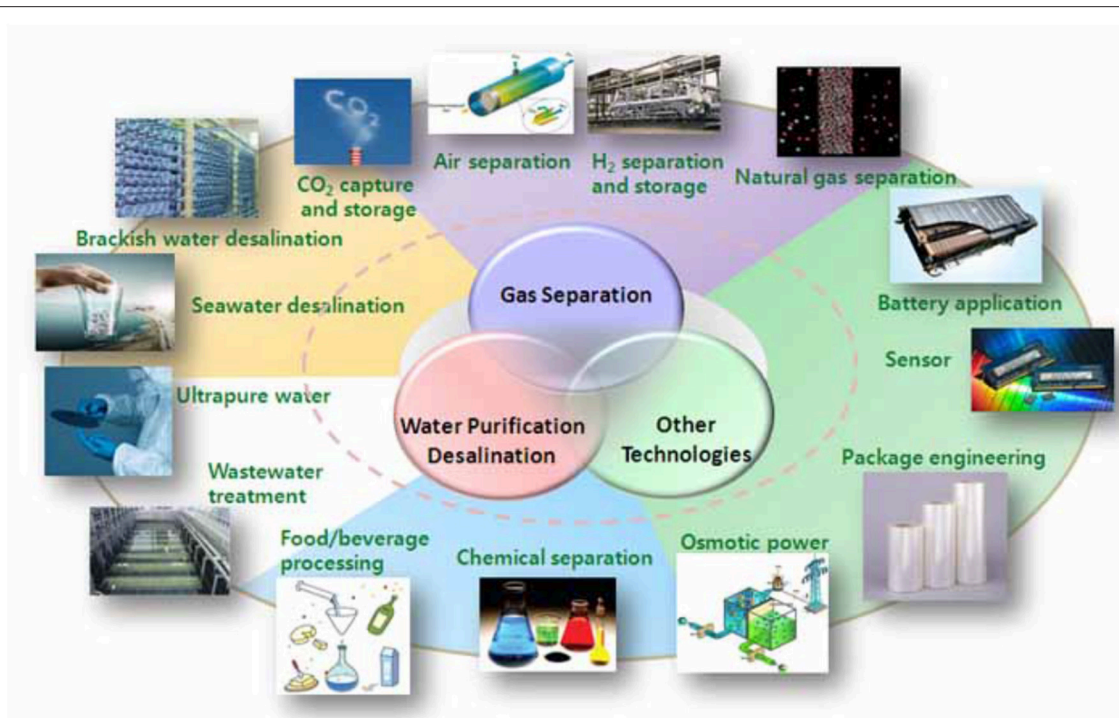 CO₂
Air separation
H₂ separation
and storage
CO₂ capture
and storage
Natural gas separation
Brackish water desalination
Seawater desalination
Gas Separation
Battery application
Sensor
Ultrapure water
Water Purification
Desalination
Other
Technologies
Wastewater
treatment
Package engineering
Food/beverage
processing
Chemical separation
Osmotic power